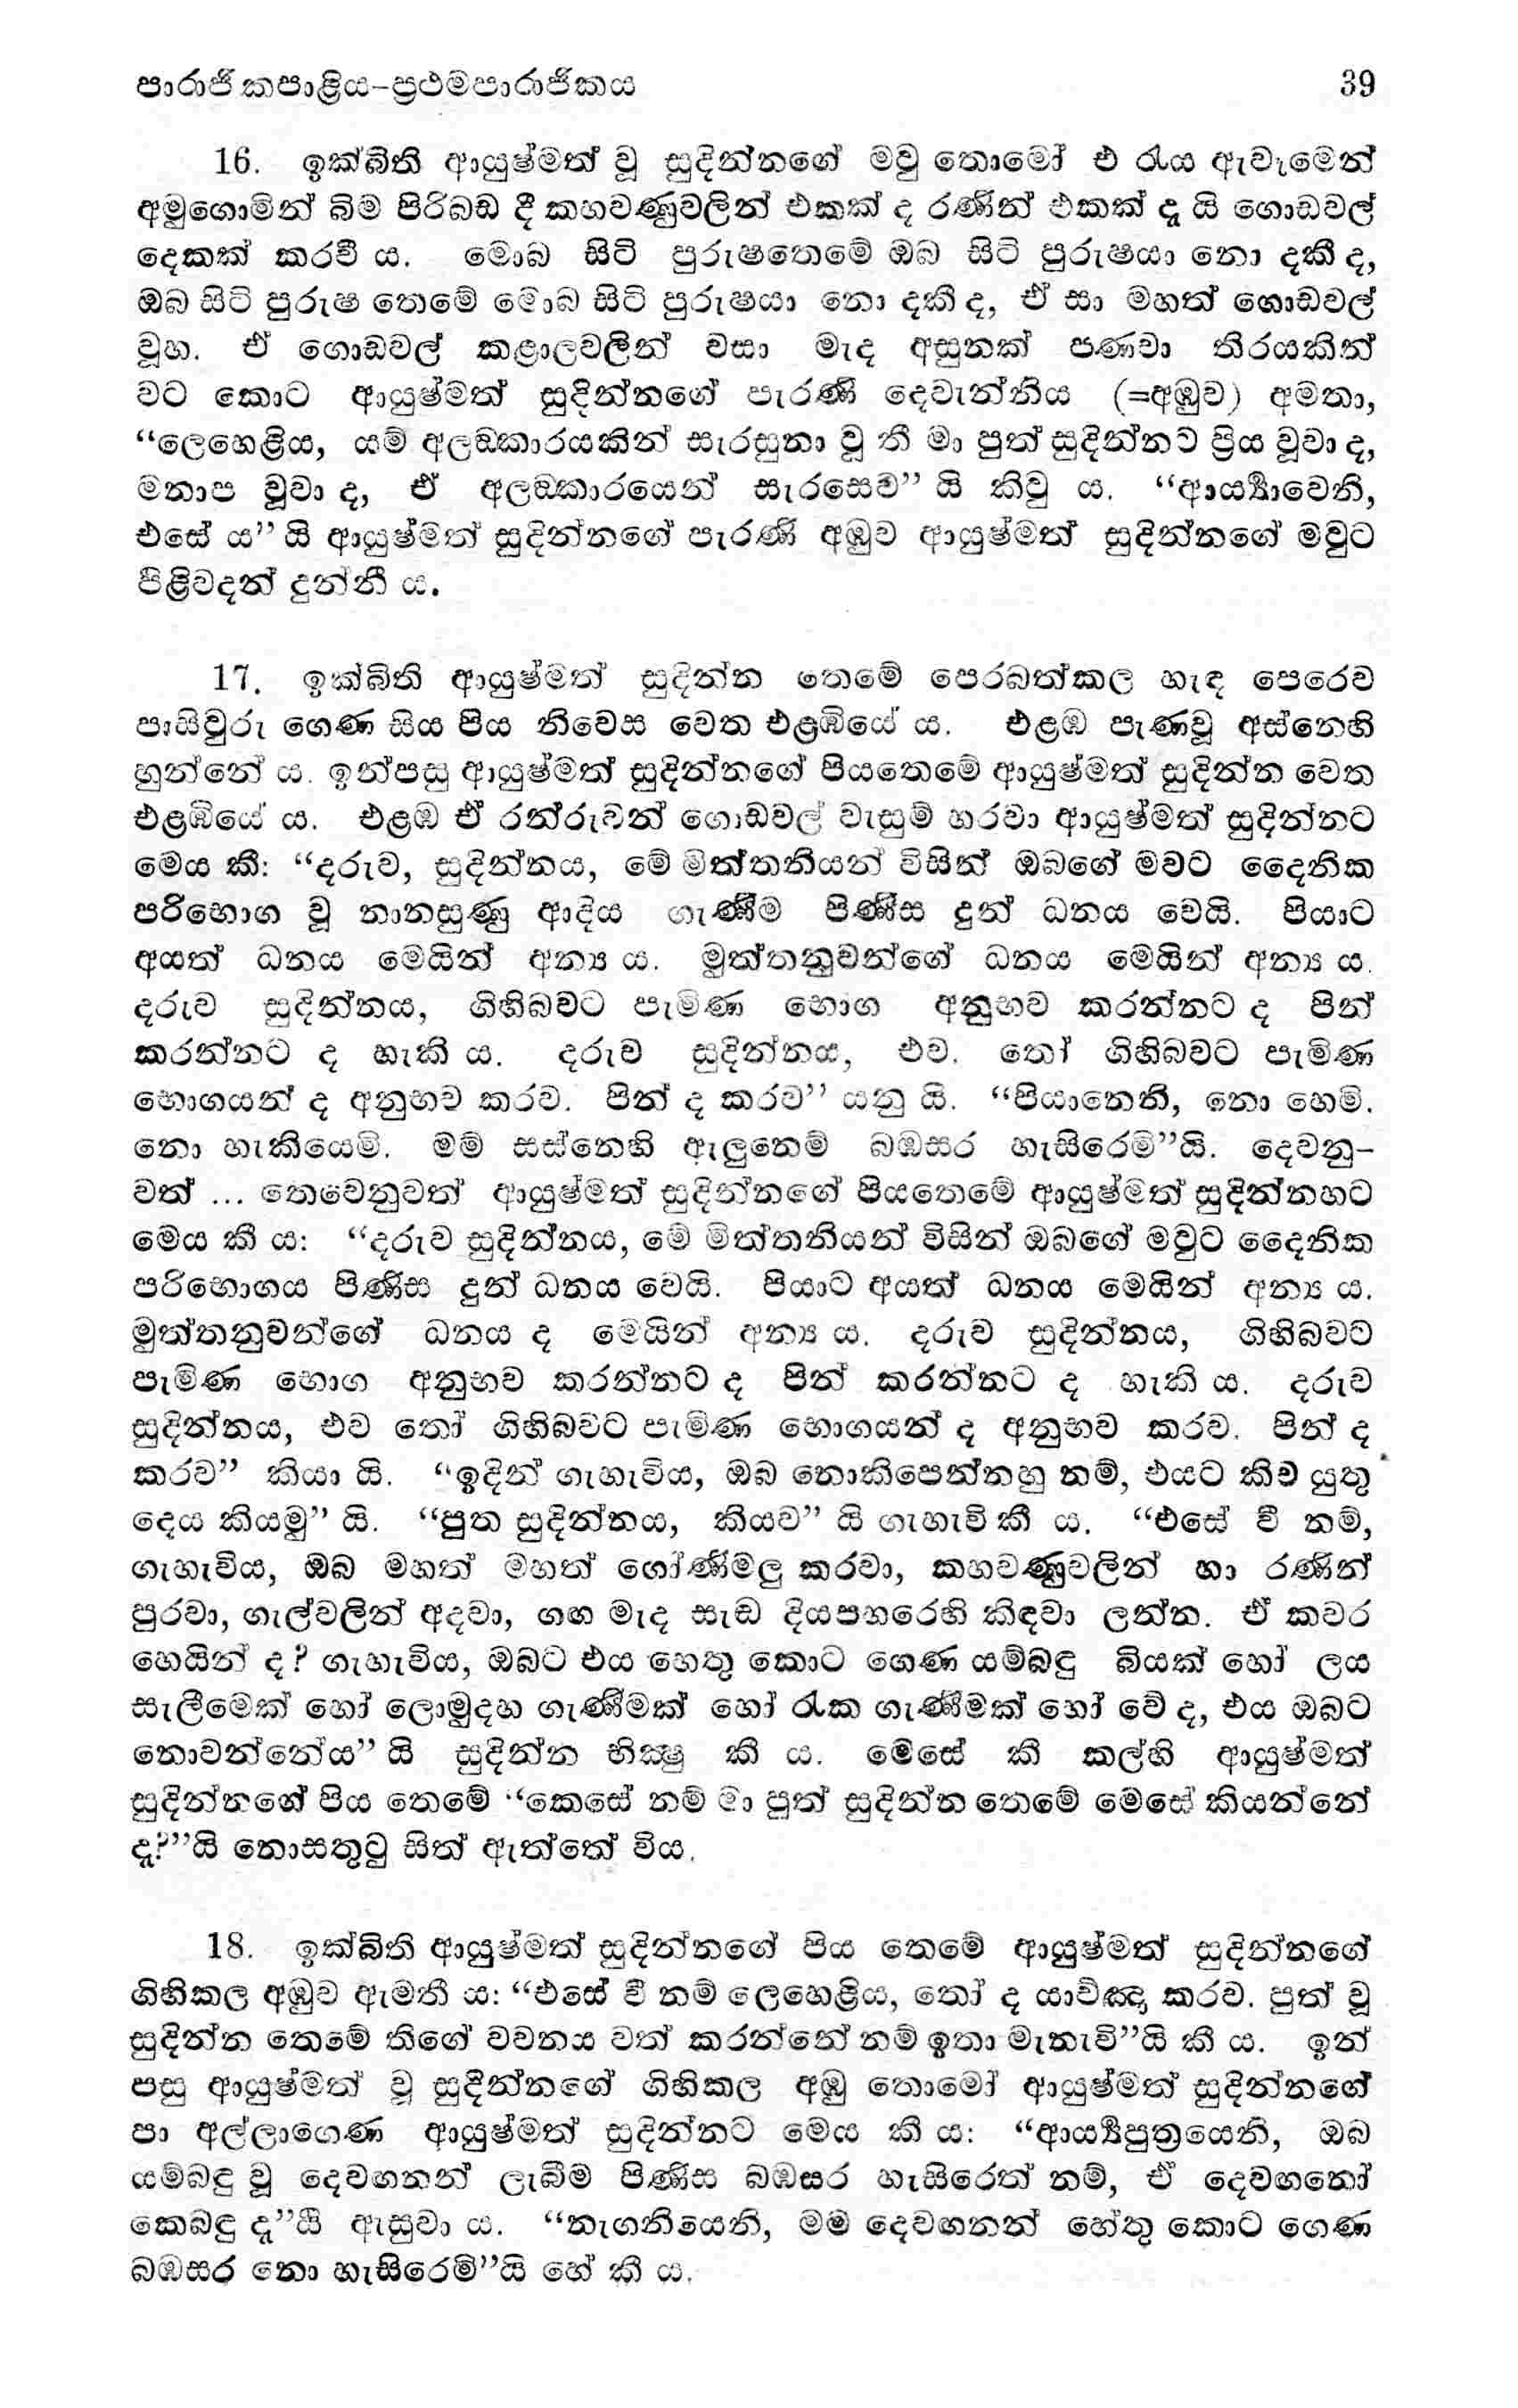 පාරාජිකපාළිය-ප්‍රථමපාරාජිකය 39
16. ඉක්බිති ආයුෂ්මත් වූ සුදින්නගේ මවු තොමෝ එ රැය ඇවෑමෙන්
අමුගොමින් බිම පිරිබඩ දී කහවණුවලින් එකක් ද රණින් එකක් දැ යි ගොඩවල්
දෙකක් කරවී ය. මොබ සිටි පුරුෂතෙමේ ඔබ සිටි පුරුෂයා නො දකී ද,
ඔබ සිටි පුරුෂ තෙමේ මොබ සිටි පුරුෂයා නො දකී ද, ඒ සා මහත් ගොඩවල්
වූහ. ඒ ගොඩවල් කළාලවලින් වසා මැද අසුනක් පණවා තිරයකින්
වට කොට ආයුෂ්මත් සුදින්නගේ පැරණි දෙවැන්නිය (=අඹුව) අමතා,
“ලෙහෙළිය, යම් අලඞ්කාරයකින් සැරසුනා වූ තී මා පුත් සුදින්නට ප්‍රිය වූවා ද,
මනාප වූවා ද, ඒ අලඞ්කාරයෙන් සැරසෙව” යි කිවු ය. “ආර්‍ය්‍යාවෙනි,
එසේ ය” යි ආයුෂ්මත් සුදින්නගේ පැරණි අඹුව ආයුෂ්මත් සුදින්නගේ මවුට
පිළිවදන් දුන්නී ය.
17. ඉක්බිති ආයුෂ්මත් සුදින්න තෙමේ පෙරබත්කල හැඳ පෙරෙව
පාසිවුරු ගෙණ සිය පිය නිවෙස වෙත එළඹියේ ය. එළඹ පැණවූ අස්නෙහි
හුන්නේ ය. ඉන්පසු ආයුෂ්මත් සුදින්නගේ පියතෙමේ ආයුෂ්මත් සුදින්න වෙත
එළඹියේ ය. එළඹ ඒ රන්රුවන් ගොඩවල් වැසුම් හරවා ආයුෂ්මත් සුදින්නට
මෙය කී: “දරුව, සුදින්නය, මේ මිත්තනියන් විසින් ඔබගේ මවට දෛනික
පරිභොග වූ නානසුණු ආදිය ගැණීම පිණිස දුන් ධනය වෙයි. පියාට
අයත් ධනය මෙයින් අන්‍ය ය. මුත්තනුවන්ගේ ධනය මෙයින් අන්‍ය ය.
දරුව සුදින්නය, ගිහිබවට පැමිණ භොග අනුභව කරන්නට ද පින්
කරන්නට ද හැකි ය. දරුව සුදින්නය, එව. තෝ ගිහිබවට පැමිණ
භොගයන් ද අනුභව කරව. පින් ද කරව” යනු යි. “පියානෙනි, නො හෙමි.
නො හැකියෙමි. මම් සස්නෙහි ඇලුනෙම් බඹසර හැසිරෙමි”යි. දෙවනු-
වත් ... තෙවෙනුවත් ආයුෂ්මත් සුදින්නගේ පියතෙමේ ආයුෂ්මත් සුදින්නහට
මෙය කී ය: “දරුව සුදින්නය, මේ මිත්තනියන් විසින් ඔබගේ මවුට දෛනික
පරිභොගය පිණිස දුන් ධනය වෙයි. පියාට අයත් ධනය මෙයින් අන්‍ය ය.
මුත්තනුවන්ගේ ධනය ද මෙයින් අන්‍ය ය. දරුව සුදින්නය, ගිහිබවට
පැමිණ භොග අනුභව කරන්නට ද පින් කරන්නට ද හැකි ය. දරුව
සුදින්නය, එව තෝ ගිහිබවට පැමිණ භොගයන් ද අනුභව කරව. පින් ද
කරව” කියා යි. “ඉදින් ගැහැවිය, ඔබ නොකිපෙන්නහු නම්, එයට කිව යුතු
දෙය කියමු” යි. “පුත සුදින්නය, කියව” යි ගැහැවි කී ය. “එසේ වී නම්,
ගැහැවිය, ඔබ මහත් මහත් ගෝණිමලු කරවා, කහවණුවලින් හා රණින්
පුරවා, ගැල්වලින් අදවා, ගඟ මැද සැඬ දියපහරෙහි කිඳවා ලන්න. ඒ කවර
හෙයින් ද? ගැහැවිය, ඔබට එය හෙතු කොට ගෙණ යම්බඳු බියක් හෝ ලය
සැලීමෙක් හෝ ලොමුදහ ගැණීමක් හෝ රැක ගැණීමක් හෝ වේ ද, එය ඔබට
නොවන්නේය” යි සුදින්න භික්‍ෂු කී ය. මෙසේ කී කල්හි ආයුෂ්මත්
සුදින්නගේ පිය තෙමේ “කෙසේ නම් මා පුත් සුදින්න තෙමේ මෙසේ කියන්නේ
දැ?”යි නොසතුටු සිත් ඇත්තේ විය.
18. ඉක්බිති ආයුෂ්මත් සුදින්නගේ පිය තෙමේ ආයුෂ්මත් සුදින්නගේ
ගිහිකල අඹුව ඇමතී ය: “එසේ වී නම් ලෙහෙළිය, තෝ ද යාච්ඤා කරව. පුත් වූ
සුදින්න තෙමේ තිගේ වචනය වත් කරන්නේ නම් ඉතා මැනැවි”යි කී ය. ඉන්
පසු ආයුෂ්මත් වූ සුදින්නගේ ගිහිකල අඹු තොමෝ ආයුෂ්මත් සුදින්නගේ
පා අල්ලාගෙණ ආයුෂ්මත් සුදින්නට මෙය කී ය: “ආර්‍ය්‍යපුත්‍රයෙනි, ඔබ
යම්බඳු වූ දෙවඟනන් ලැබීම පිණිස බඹසර හැසිරෙත් නම්, ඒ දෙවඟනෝ
කෙබඳු දැ”යි ඇසුවා ය. “නැගනියෙනි, මම දෙවඟනන් හේතු කොට ගෙණ
බඹසර නො හැසිරෙමි”යි හේ කී ය.